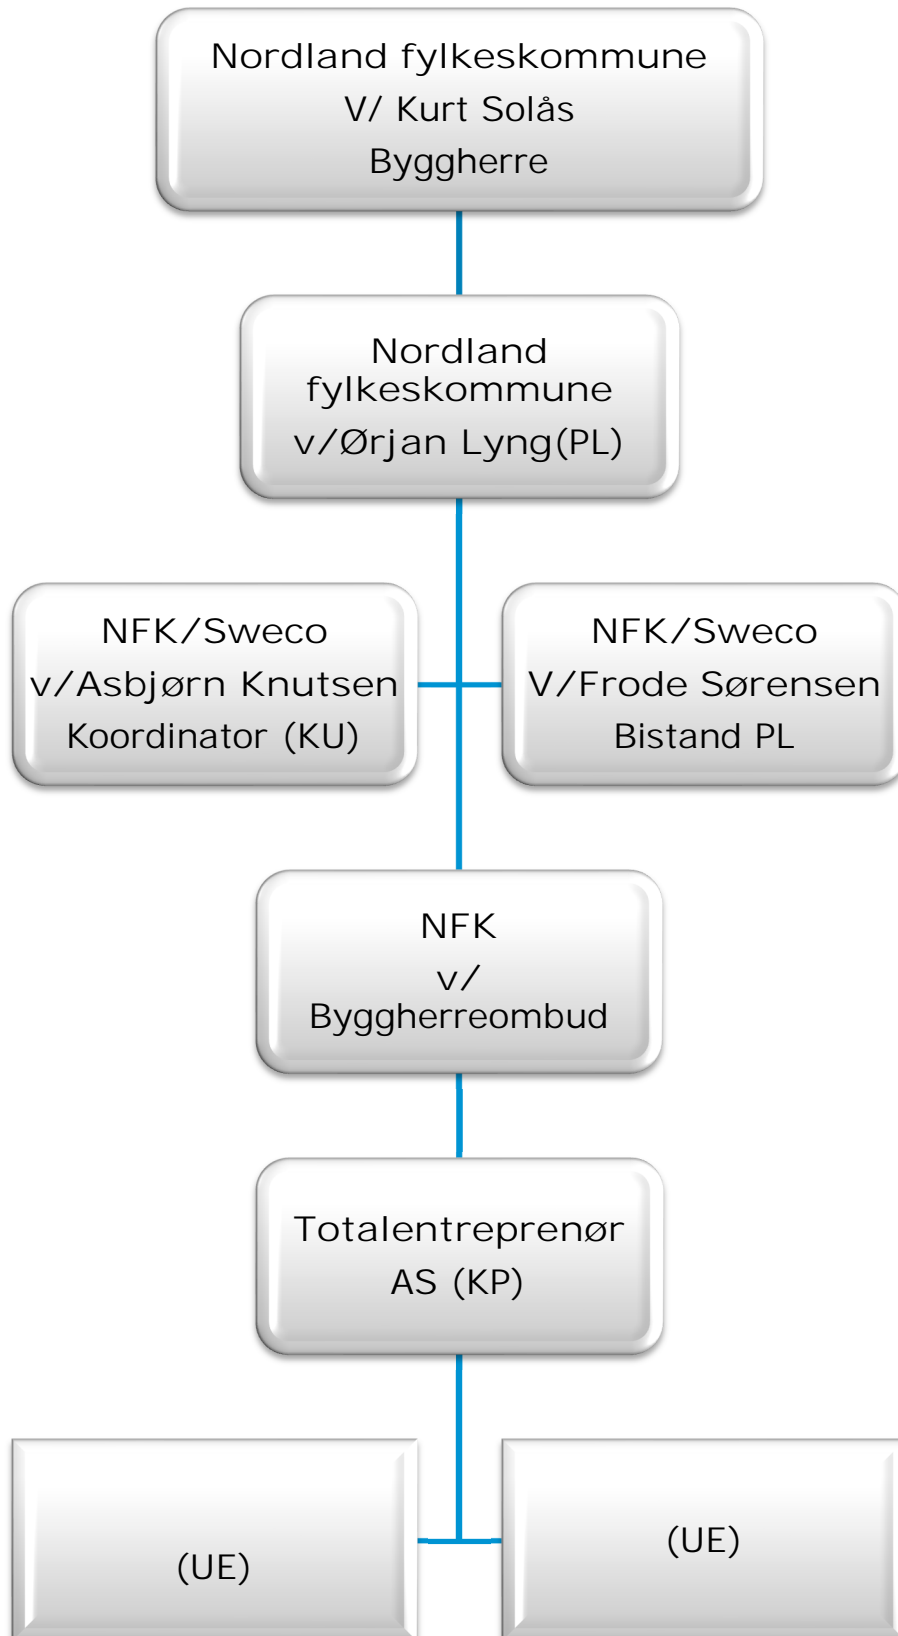 Nordland fylkeskommune
V/ Kurt Solås
Byggherre
Nordland
fylkeskommune
v/Ørjan Lyng(PL)
NFK/Sweco
v/Asbjørn Knutsen
Koordinator (KU)
NFK/Sweco
V/Frode Sørensen
Bistand PL
NFK
v/
Byggherreombud
Totalentreprenør
AS (KP)
(UE)
(UE)